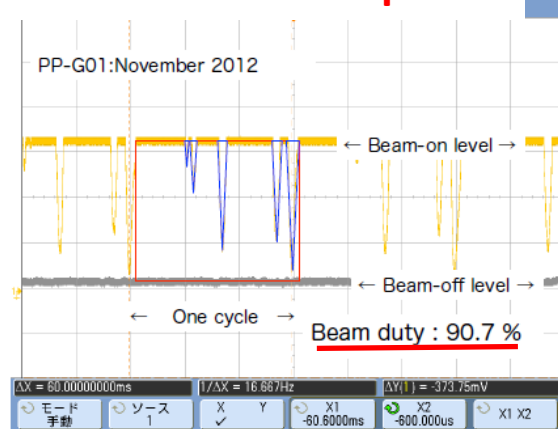 PP-G01:November 2012
← Beam-on level →
← Beam-off level →
← One cycle →
Beam duty : 90.7 %
ΔX = 60.00000000ms
1/ΔX = 16.667Hz
ΔY(1) = -373.75mV
モード
手動
ソース
1
X Y
✓
X1
-60.6000ms
X2
-600.000us
X1 X2